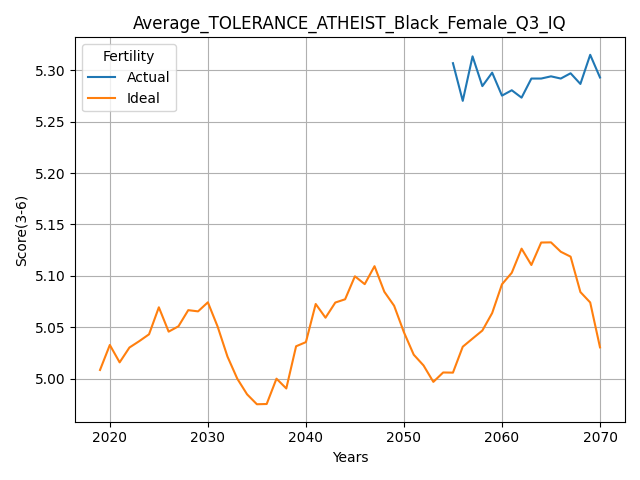 Average_TOLERANCE_ATHEIST_Black_Female_Q3_IQ
Fertility
Actual
Ideal
Score(3-6)
5.30
5.25
5.20
5.15
5.10
5.05
5.00
2020 2030 2040 2050 2060 2070
Years